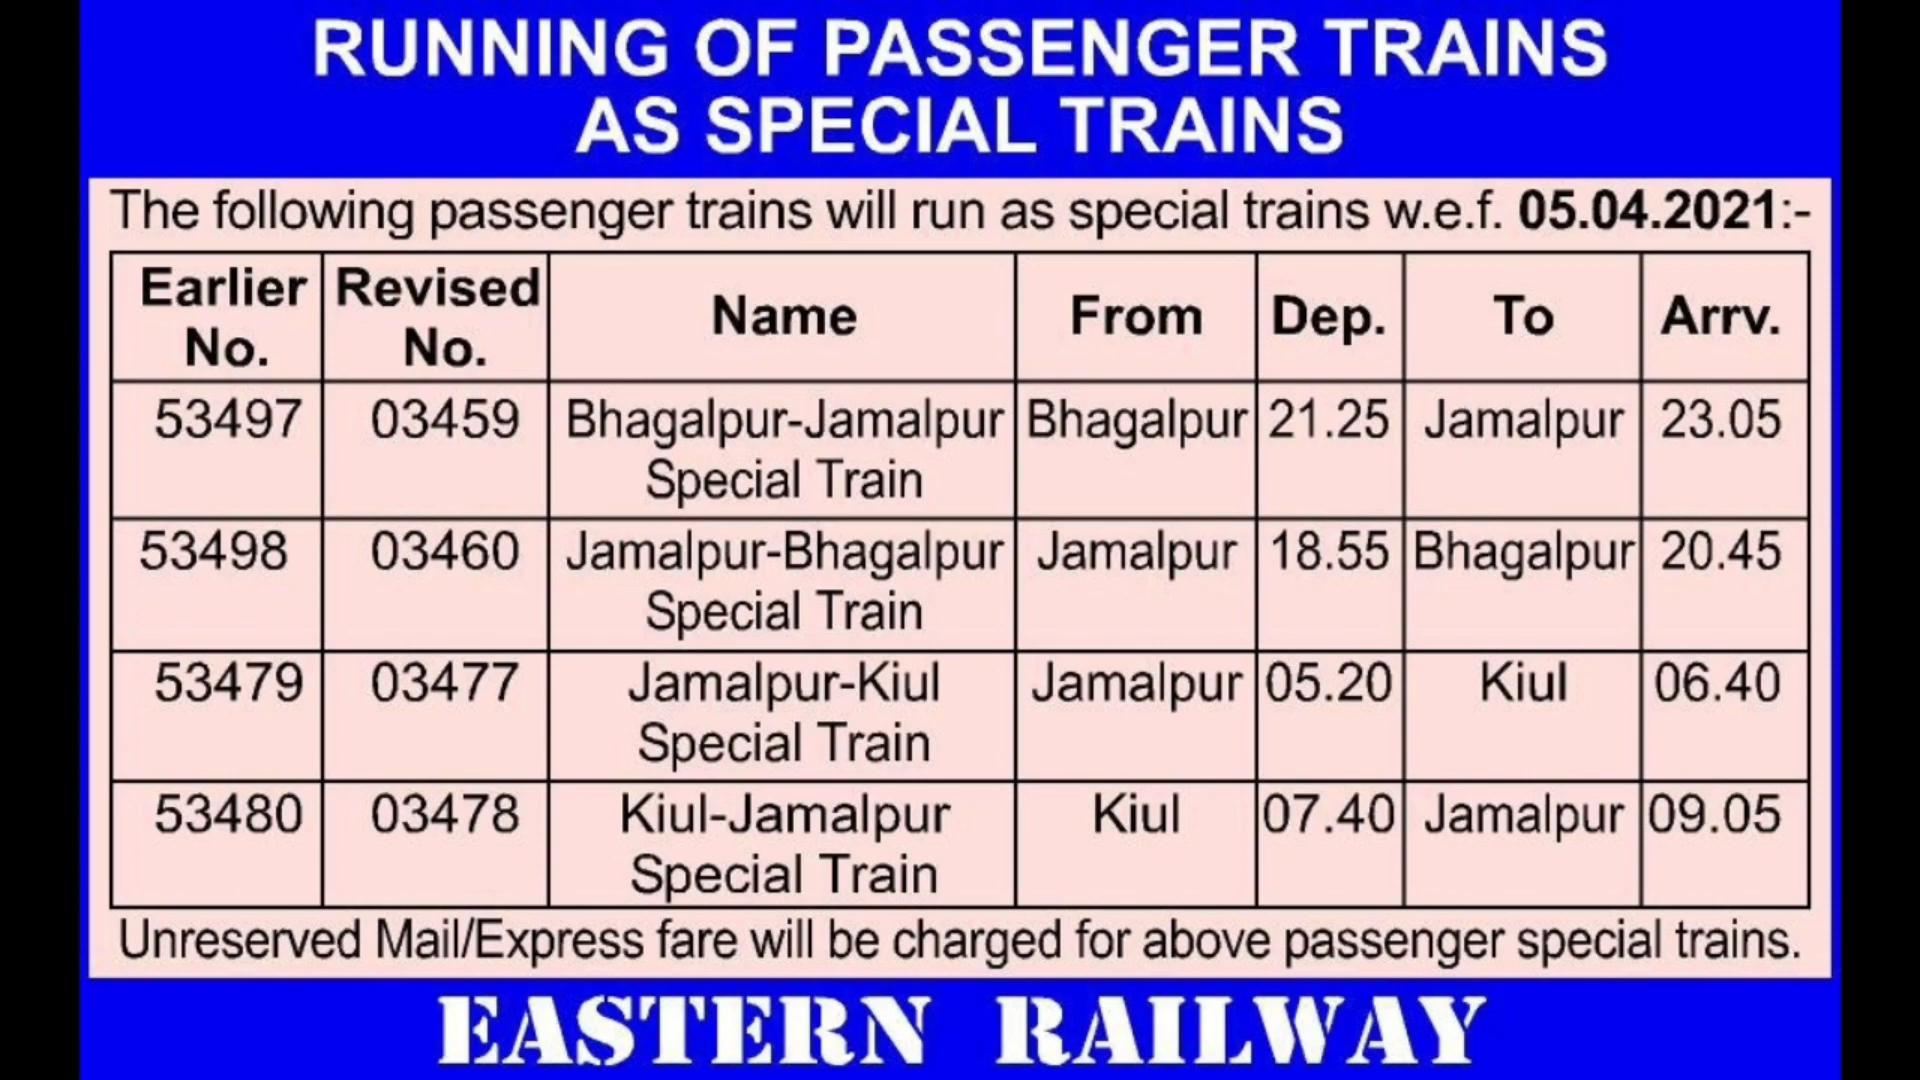 RUNNING OF PASSENGER TRAINS
AS SPECIAL TRAINS
The following passenger trains will run as special trains w.e.f. 05.04.2021:-
Earlier No. Revised No. Name From Dep. To Arrv.
53497 03459 Bhagalpur-Jamalpur Bhagalpur 21.25 Jamalpur 23.05
Special Train
53498 03460 Jamalpur-Bhagalpur Jamalpur 18.55 Bhagalpur 20.45
Special Train
53479 03477 Jamalpur-Kiul Jamalpur 05.20 Kiul 06.40
Special Train
53480 03478 Kiul-Jamalpur Kiul 07.40 Jamalpur 09.05
Special Train
Unreserved Mail/Express fare will be charged for above passenger special trains.
EASTERN RAILWAY